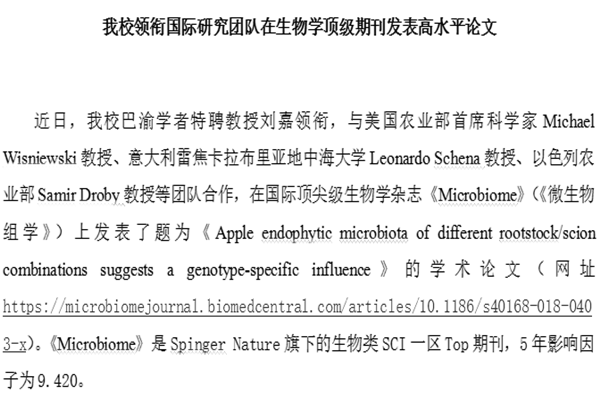 我校领衔国际研究团队在生物学顶级期刊发表高水平论文
近日，我校巴渝学者特聘教授刘嘉领衔，与美国农业部首席科学家 Michael
Wisniewski 教授、意大利雷焦卡拉布里亚地中海大学 Leonardo Schena 教授、以色列农
业部 Samir Droby 教授等团队合作，在国际顶尖级生物学杂志《Microbiome》（《微生物
组学》）上发表了题为《Apple endophytic microbiota of different rootstock/scion
combinations suggests a genotype-specific influence》的学术论文（网址
https://microbiomejournal.biomedcentral.com/articles/10.1186/s40168-018-040
3-x）。《Microbiome》是 Spinger Nature 旗下的生物类 SCI 一区 Top 期刊，5 年影响因
子为 9.420。